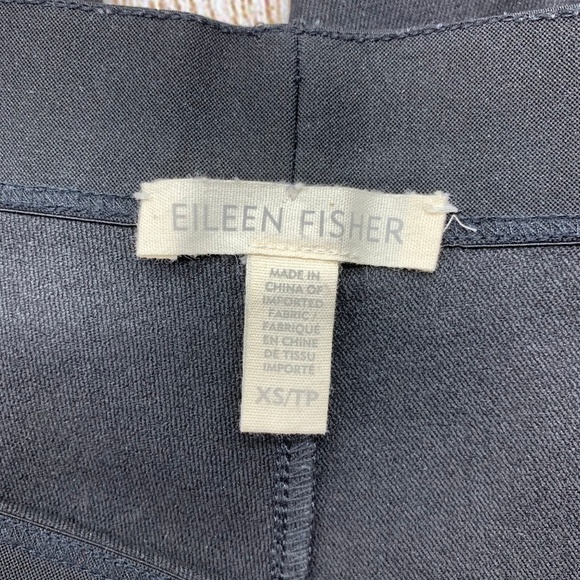 EILEEN FISHER
MADE IN
CHINA OF
IMPORTED
FABRIC/
FABRIQUÉ
EN CHINE
DE TISSU
IMPORTÉ
XS/TP